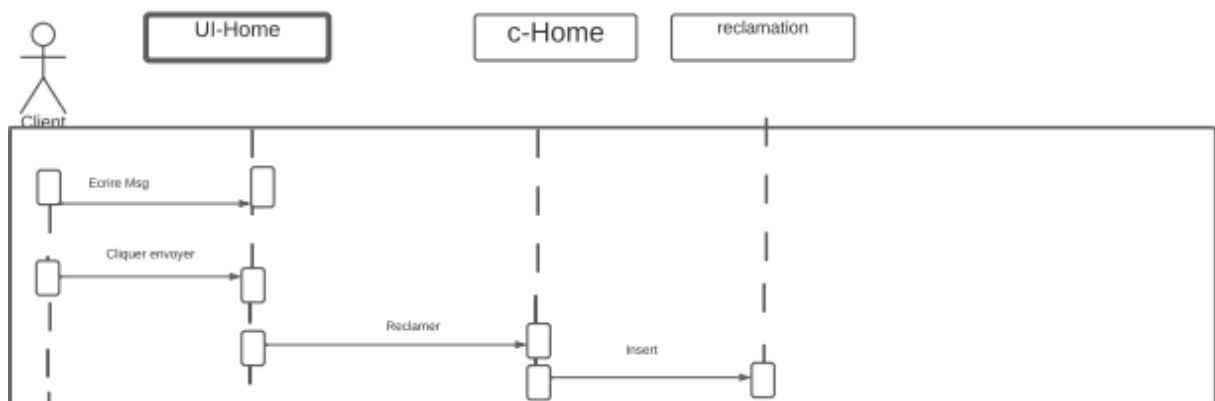 UI-Home
c-Home
reclamation
Client
Ecrire Msg
Cliquer envoyer
Reclamer
Insert